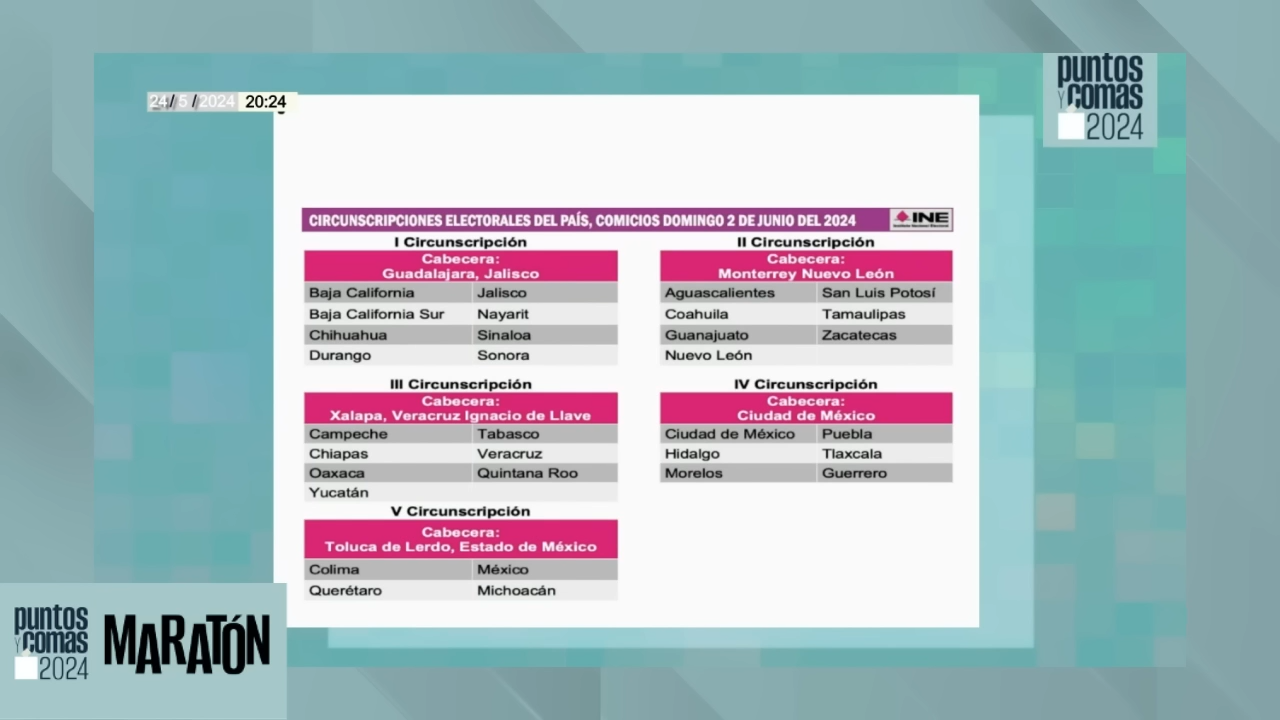 puntos
y comas
2024
24/ 5 /2024 20:24
CIRCUNSCRIPCIONES ELECTORALES DEL PAÍS, COMICIOS DOMINGO 2 DE JUNIO DEL 2024
INE
Instituto Nacional Electoral
I Circunscripción
Cabecera:
Guadalajara, Jalisco
Baja California Jalisco
Baja California Sur Nayarit
Chihuahua Sinaloa
Durango Sonora
II Circunscripción
Cabecera:
Monterrey Nuevo León
Aguascalientes San Luis Potosí
Coahuila Tamaulipas
Guanajuato Zacatecas
Nuevo León
III Circunscripción
Cabecera:
Xalapa, Veracruz Ignacio de Llave
Campeche Tabasco
Chiapas Veracruz
Oaxaca Quintana Roo
Yucatán
IV Circunscripción
Cabecera:
Ciudad de México
Ciudad de México Puebla
Hidalgo Tlaxcala
Morelos Guerrero
V Circunscripción
Cabecera:
Toluca de Lerdo, Estado de México
Colima México
Querétaro Michoacán
puntos
y comas
2024
MARATÓN